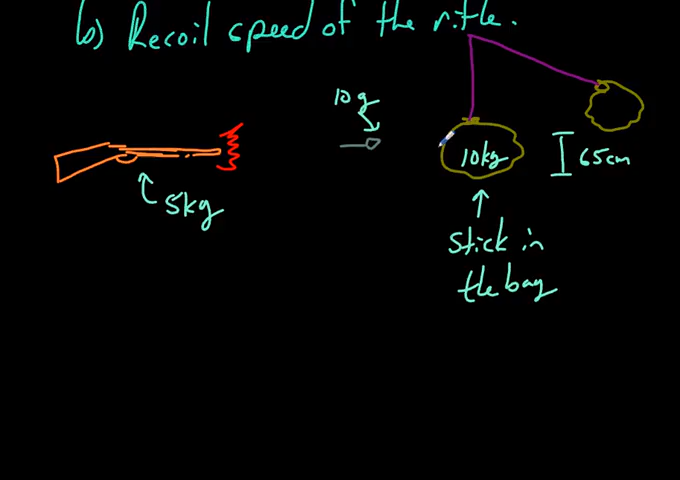 b) Recoil speed of the rifle.
10g
10kg
65cm
5kg
Stick in
the bag